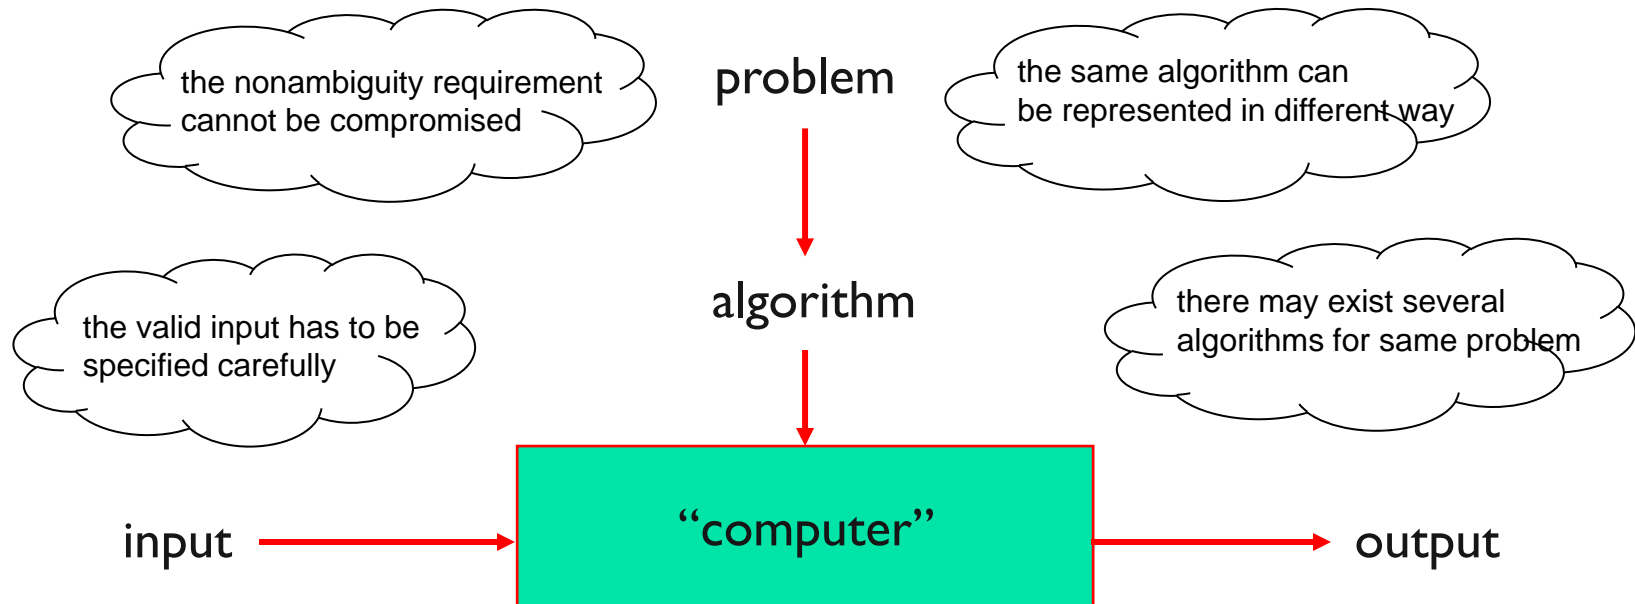 the nonambiguity requirement
cannot be compromised
problem
the same algorithm can
be represented in different way
the valid input has to be
specified carefully
algorithm
there may exist several
algorithms for same problem
input
“computer”
output